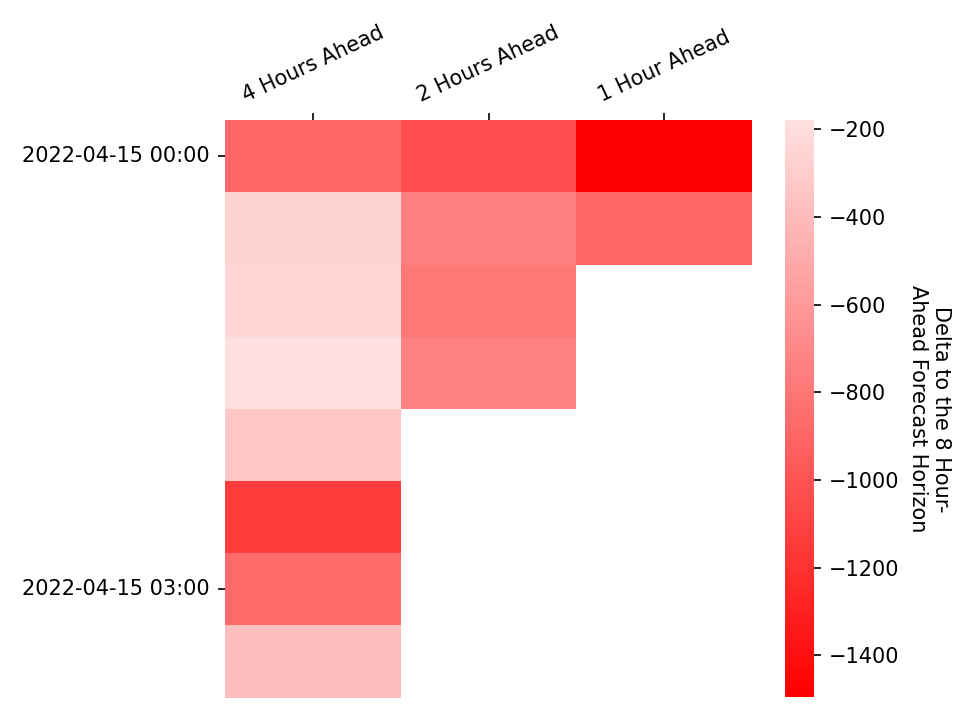 4 Hours Ahead
2 Hours Ahead
1 Hour Ahead
2022-04-15 00:00
2022-04-15 03:00
−200
−400
−600
−800
−1000
−1200
−1400
Delta to the 8 Hour-
Ahead Forecast Horizon